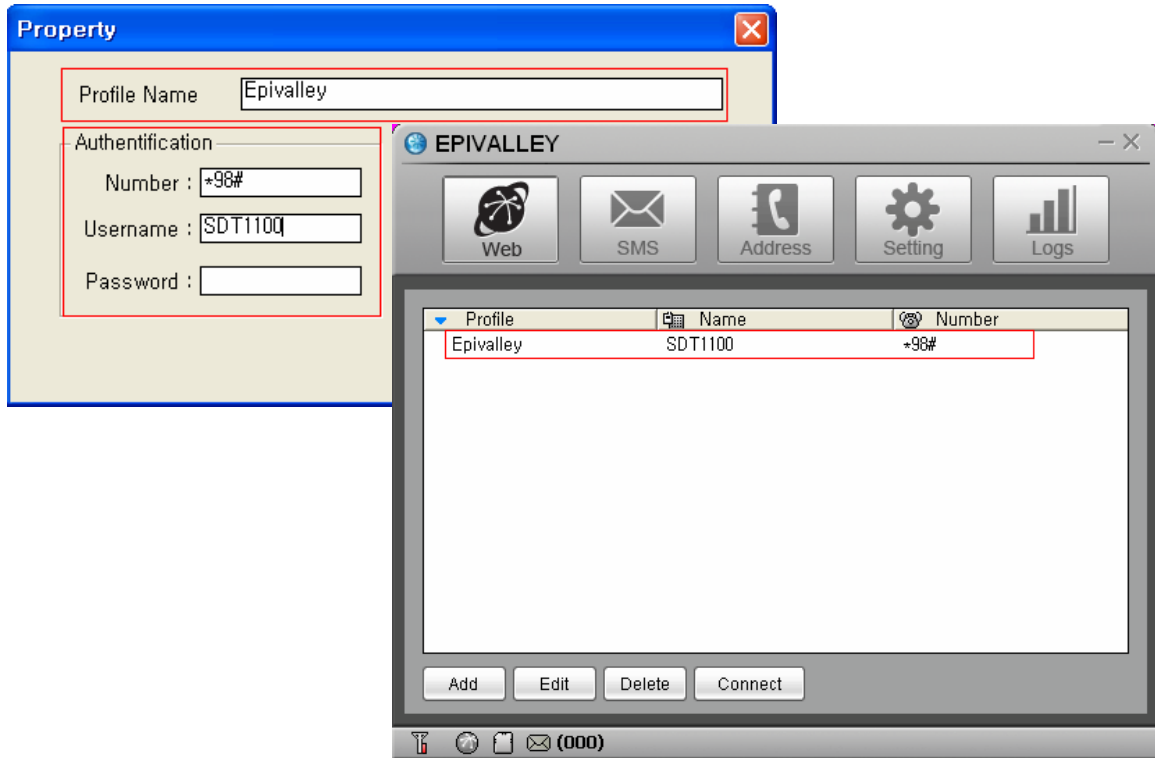 Property
Profile Name Epivalley
Authentification
Number : *98#
Username : SDT1100
Password :
EPIVALLEY
Web SMS Address Setting Logs
Profile Name Number
Epivalley SDT1100 *98#
Add Edit Delete Connect
(000)